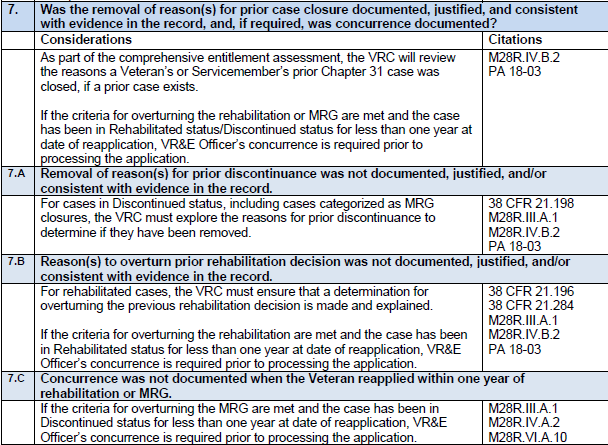 7. Was the removal of reason(s) for prior case closure documented, justified, and consistent
with evidence in the record, and, if required, was concurrence documented?
Considerations Citations
As part of the comprehensive entitlement assessment, the VRC will review M28R.IV.B.2
the reasons a Veteran's or Servicemember's prior Chapter 31 case was PA 18-03
closed, if a prior case exists.
If the criteria for overturning the rehabilitation or MRG are met and the case
has been in Rehabilitated status/Discontinued status for less than one year at
date of reapplication, VR&E Officer's concurrence is required prior to
processing the application.
7.A Removal of reason(s) for prior discontinuance was not documented, justified, and/or
consistent with evidence in the record.
For cases in Discontinued status, including cases categorized as MRG 38 CFR 21.198
closures, the VRC must explore the reasons for prior discontinuance to M28R.III.A.1
determine if they have been removed. M28R.IV.B.2
PA 18-03
7.B Reason(s) to overturn prior rehabilitation decision was not documented, justified, and/or
consistent with evidence in the record.
For rehabilitated cases, the VRC must ensure that a determination for 38 CFR 21.196
overturning the previous rehabilitation decision is made and explained. 38 CFR 21.284
M28R.III.A.1
If the criteria for overturning the rehabilitation are met and the case has been M28R.IV.B.2
in Rehabilitated status for less than one year at date of reapplication, VR&E PA 18-03
Officer's concurrence is required prior to processing the application.
7.C Concurrence was not documented when the Veteran reapplied within one year of
rehabilitation or MRG.
If the criteria for overturning the MRG are met and the case has been in M28R.III.A.1
Discontinued status for less than one year at date of reapplication, VR&E M28R.IV.A.2
Officer's concurrence is required prior to processing the application. M28R.VI.A.10